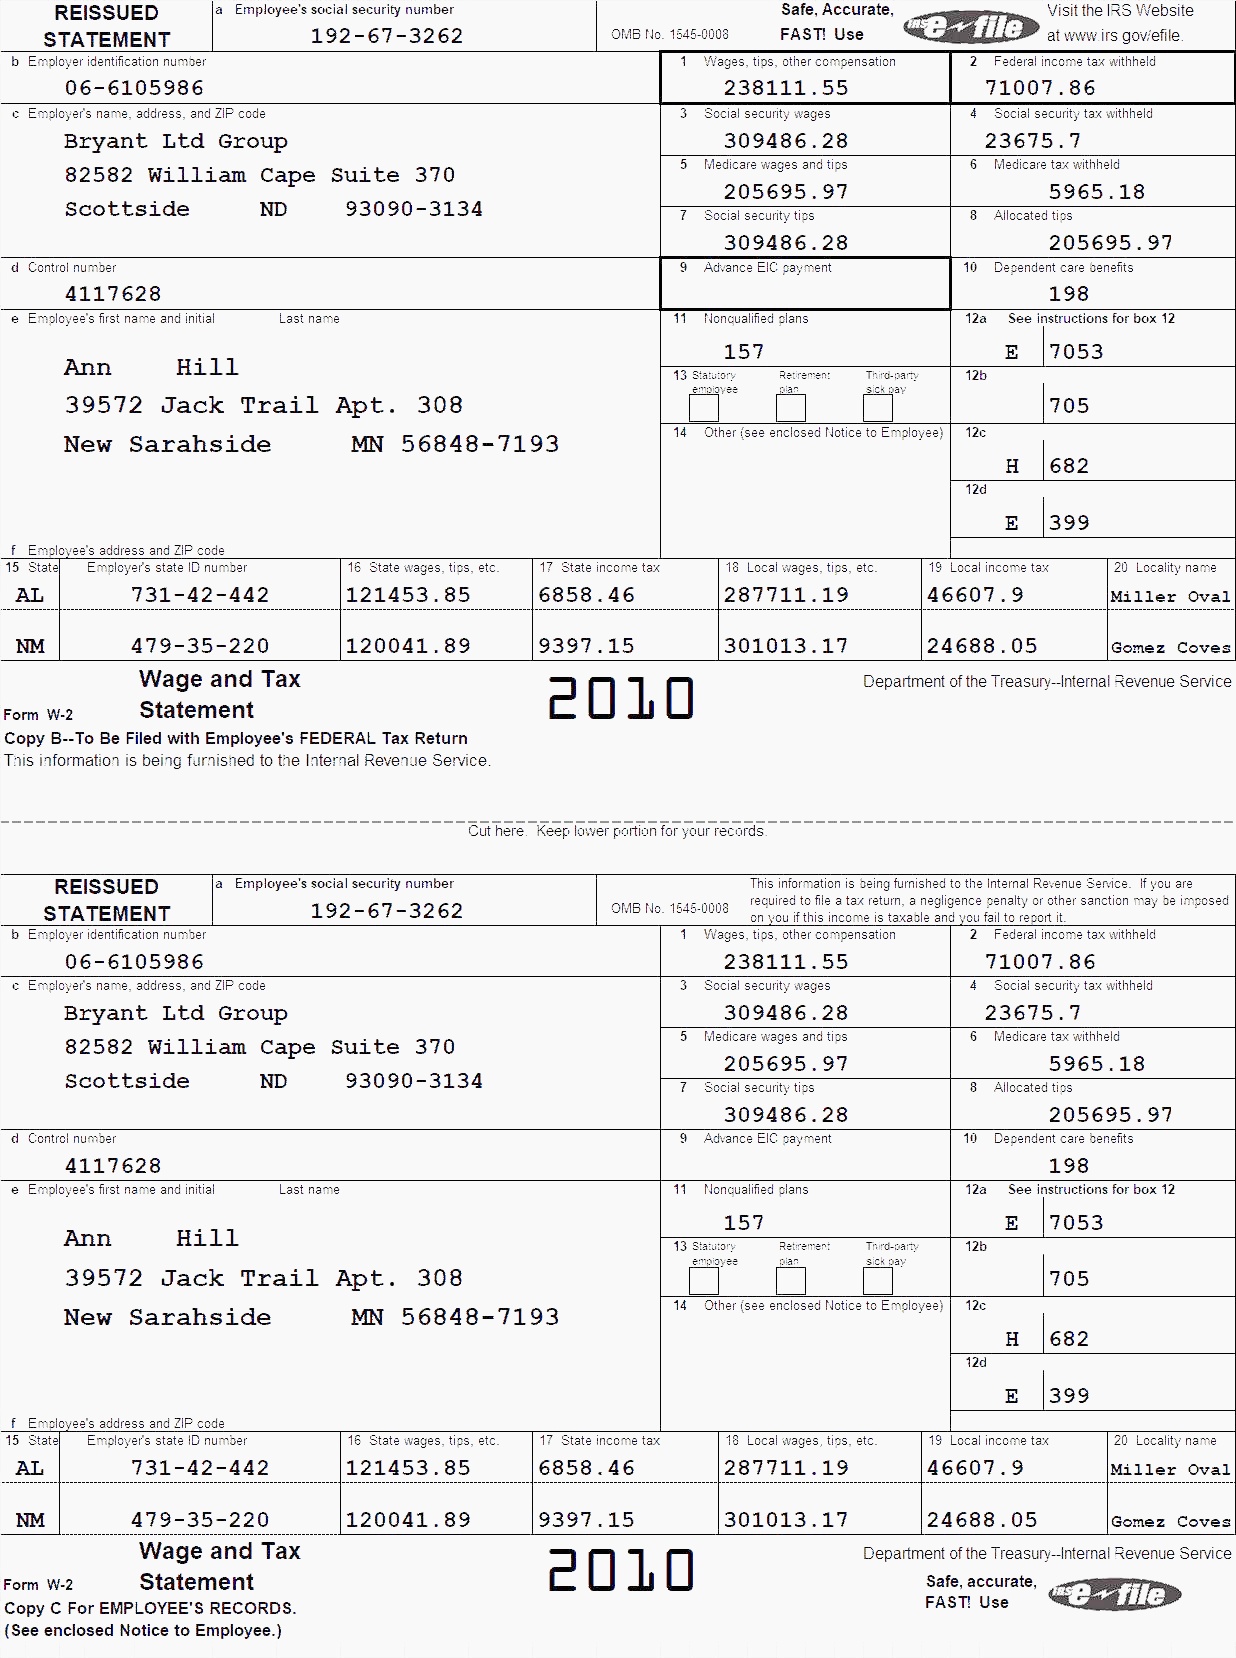 REISSUED STATEMENT
a Employee's social security number
192-67-3262
OMB No. 1545-0008
Safe, Accurate, FAST! Use
IRS e~file
Visit the IRS Website at www irs gov/efile.
b Employer identification number
06-6105986
1 Wages, tips, other compensation
238111.55
2 Federal income tax withheld
71007.86
c Employer's name, address, and ZIP code
Bryant Ltd Group
82582 William Cape Suite 370
Scottside ND 93090-3134
3 Social security wages
309486.28
4 Social security tax withheld
23675.7
5 Medicare wages and tips
205695.97
6 Medicare tax withheld
5965.18
7 Social security tips
309486.28
8 Allocated tips
205695.97
d Control number
4117628
9 Advance EIC payment
10 Dependent care benefits
198
e Employee's first name and initial Last name
Ann Hill
39572 Jack Trail Apt. 308
New Sarahside MN 56848-7193
11 Nonqualified plans
157
12a See instructions for box 12
E 7053
13 Statutory employee Retirement plan Third-party sick pay
12b
705
14 Other (see enclosed Notice to Employee)
12c
H 682
12d
E 399
f Employee's address and ZIP code
15 State Employer's state ID number 16 State wages, tips, etc. 17 State income tax 18 Local wages, tips, etc. 19 Local income tax 20 Locality name
AL 731-42-442 121453.85 6858.46 287711.19 46607.9 Miller Oval
NM 479-35-220 120041.89 9397.15 301013.17 24688.05 Gomez Coves
Form W-2 Wage and Tax Statement
2010
Department of the Treasury--Internal Revenue Service
Copy B--To Be Filed with Employee's FEDERAL Tax Return
This information is being furnished to the Internal Revenue Service.
Cut here. Keep lower portion for your records.
REISSUED STATEMENT
a Employee's social security number
192-67-3262
OMB No. 1545-0008
This information is being furnished to the Internal Revenue Service. If you are
required to file a tax return, a negligence penalty or other sanction may be imposed
on you if this income is taxable and you fail to report it.
b Employer identification number
06-6105986
1 Wages, tips, other compensation
238111.55
2 Federal income tax withheld
71007.86
c Employer's name, address, and ZIP code
Bryant Ltd Group
82582 William Cape Suite 370
Scottside ND 93090-3134
3 Social security wages
309486.28
4 Social security tax withheld
23675.7
5 Medicare wages and tips
205695.97
6 Medicare tax withheld
5965.18
7 Social security tips
309486.28
8 Allocated tips
205695.97
d Control number
4117628
9 Advance EIC payment
10 Dependent care benefits
198
e Employee's first name and initial Last name
Ann Hill
39572 Jack Trail Apt. 308
New Sarahside MN 56848-7193
11 Nonqualified plans
157
12a See instructions for box 12
E 7053
13 Statutory employee Retirement plan Third-party sick pay
12b
705
14 Other (see enclosed Notice to Employee)
12c
H 682
12d
E 399
f Employee's address and ZIP code
15 State Employer's state ID number 16 State wages, tips, etc. 17 State income tax 18 Local wages, tips, etc. 19 Local income tax 20 Locality name
AL 731-42-442 121453.85 6858.46 287711.19 46607.9 Miller Oval
NM 479-35-220 120041.89 9397.15 301013.17 24688.05 Gomez Coves
Form W-2 Wage and Tax Statement
2010
Department of the Treasury--Internal Revenue Service
Safe, accurate, FAST! Use
IRS e~file
Copy C For EMPLOYEE'S RECORDS.
(See enclosed Notice to Employee.)